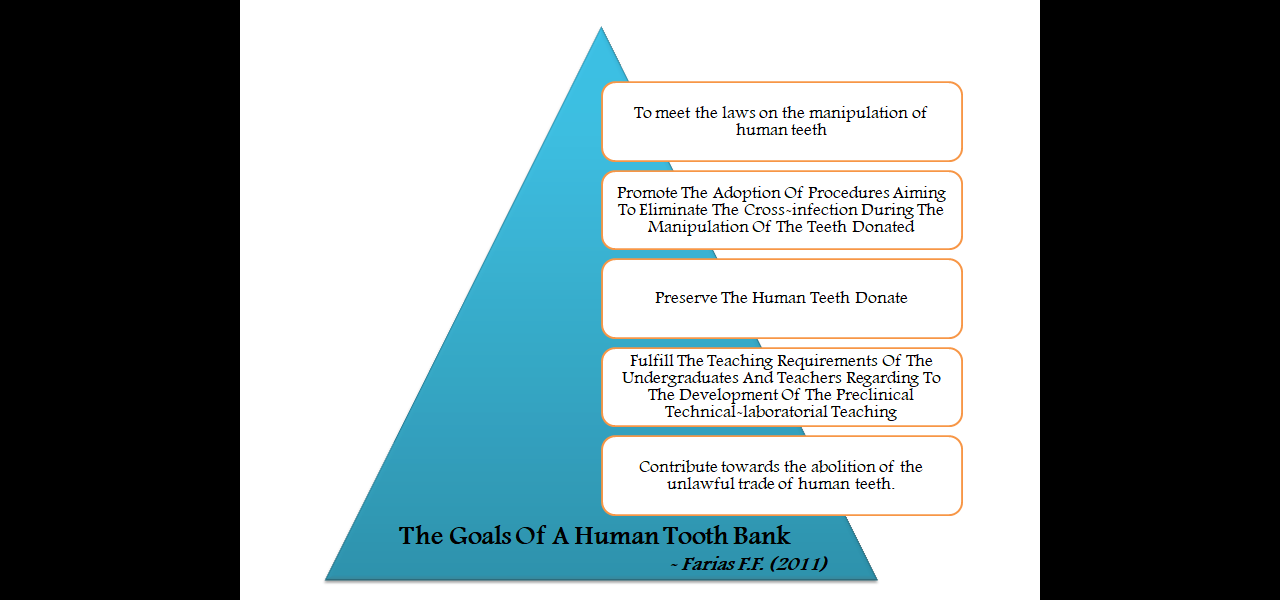 To meet the laws on the manipulation of
human teeth
Promote The Adoption Of Procedures Aiming
To Eliminate The Cross-infection During The
Manipulation Of The Teeth Donated
Preserve The Human Teeth Donate
Fulfill The Teaching Requirements Of The
Undergraduates And Teachers Regarding To
The Development Of The Preclinical
Technical-laboratorial Teaching
Contribute towards the abolition of the
unlawful trade of human teeth.
The Goals Of A Human Tooth Bank
- Farias F.F. (2011)